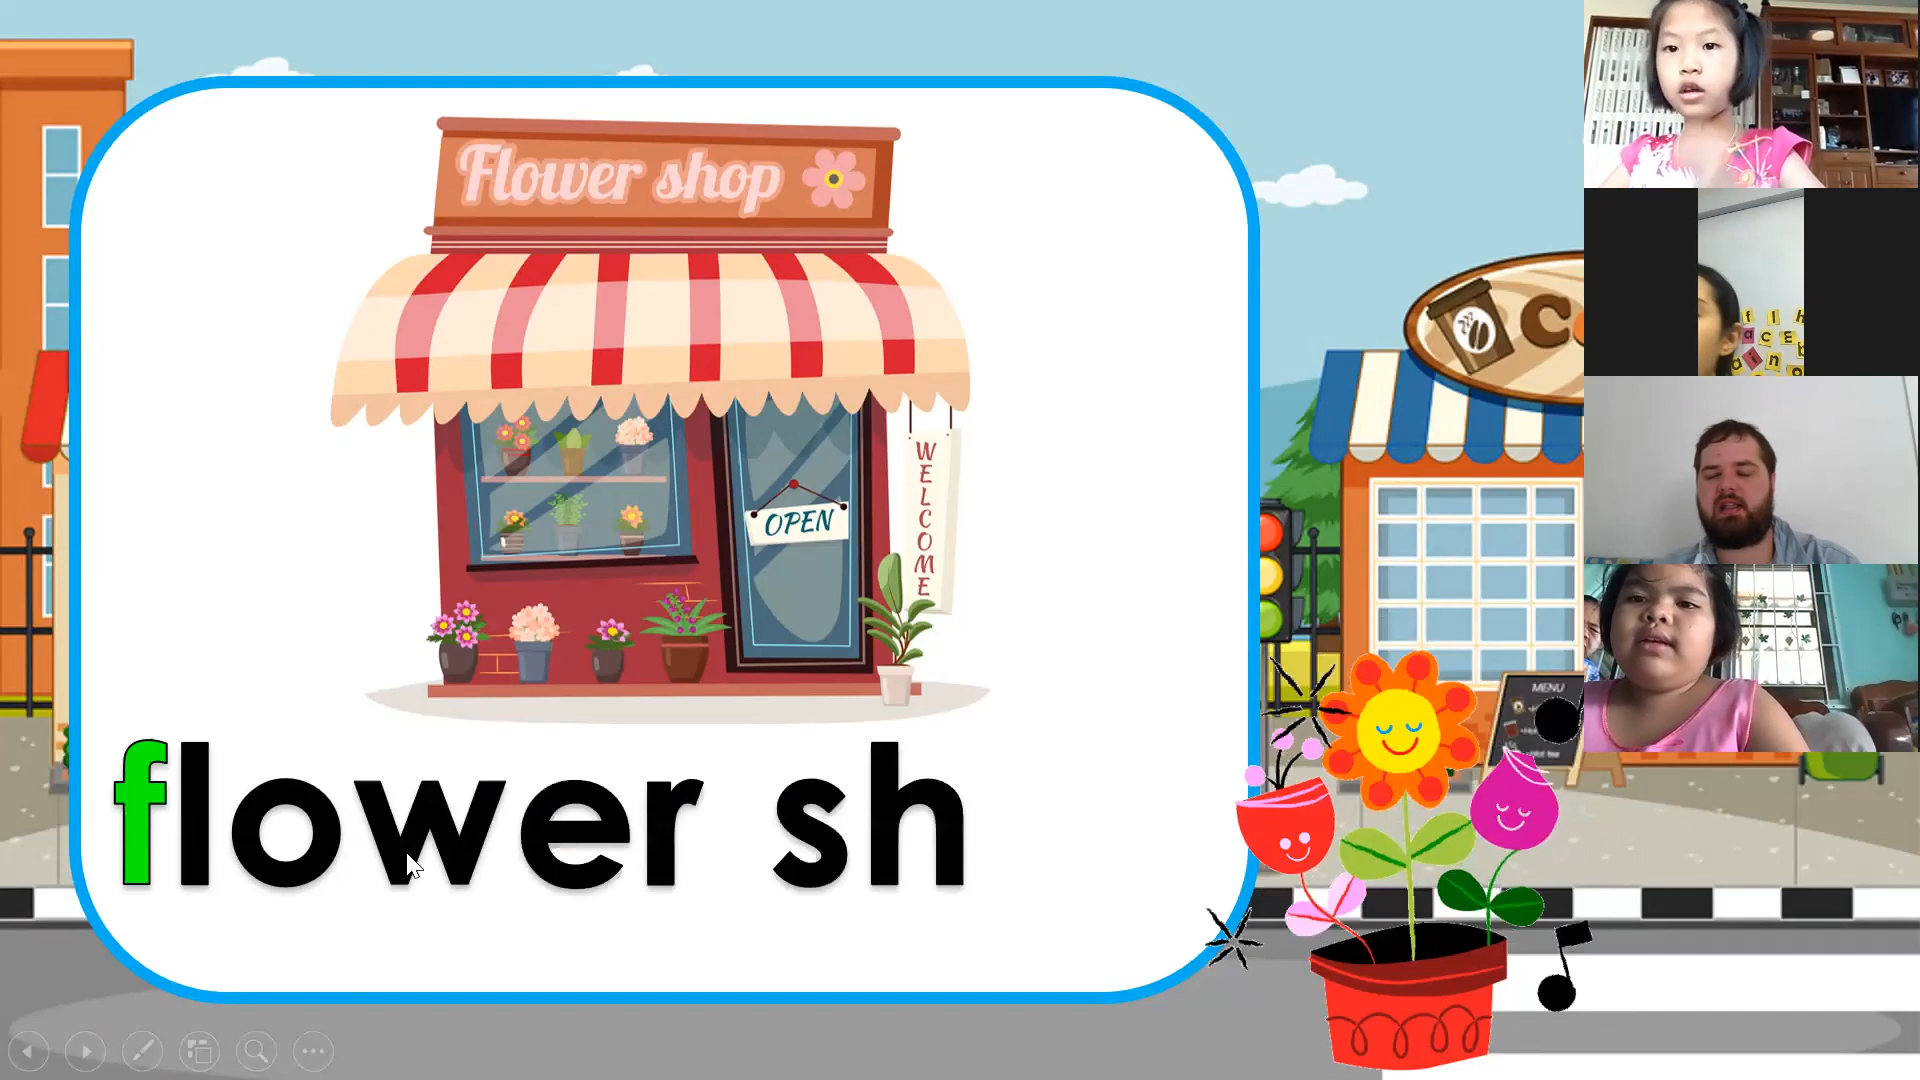 Flower shop
OPEN
WELCOME
flower sh
MENU
f l h
a c E
a i n o